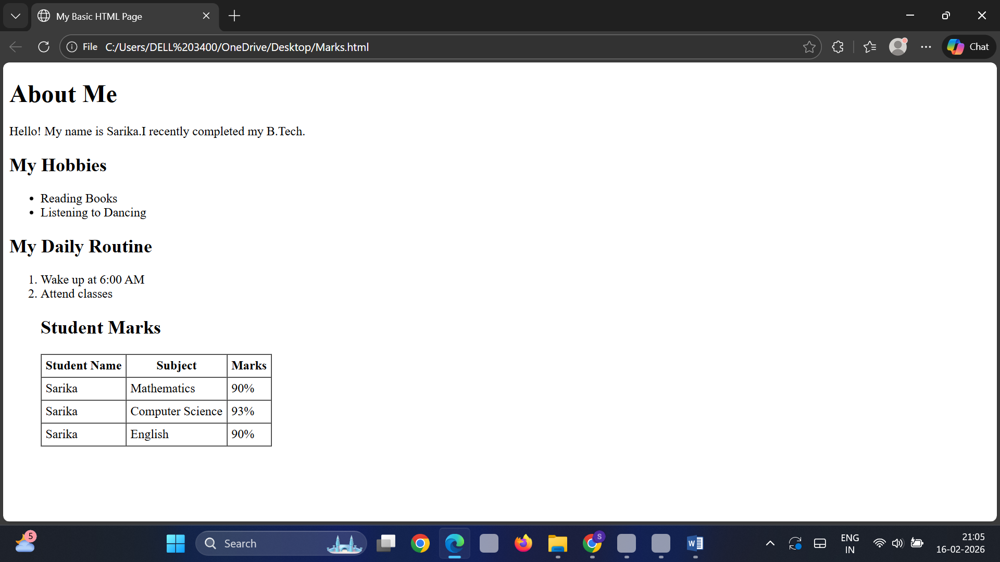 My Basic HTML Page
File C:/Users/DELL%203400/OneDrive/Desktop/Marks.html
Chat
About Me
Hello! My name is Sarika.I recently completed my B.Tech.
My Hobbies
• Reading Books
• Listening to Dancing
My Daily Routine
1. Wake up at 6:00 AM
2. Attend classes
Student Marks
Student Name Subject Marks
Sarika Mathematics 90%
Sarika Computer Science 93%
Sarika English 90%
5
Search
S
W
ENG
IN
21:05
16-02-2026